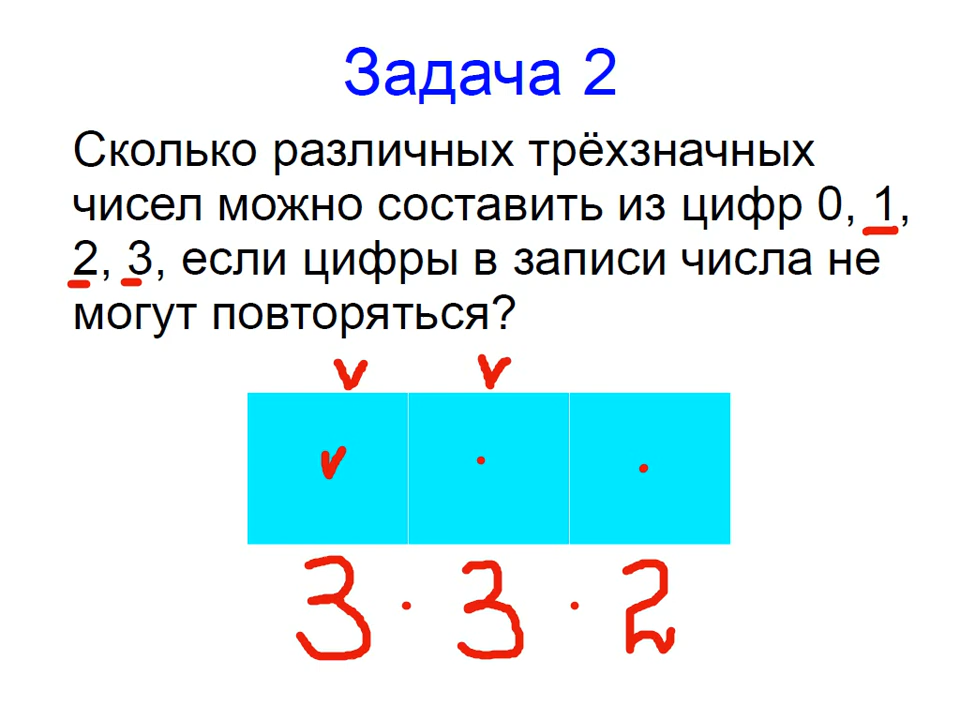 Задача 2
Сколько различных трёхзначных
чисел можно составить из цифр 0, 1,
2, 3, если цифры в записи числа не
могут повторяться?
3 · 3 · 2